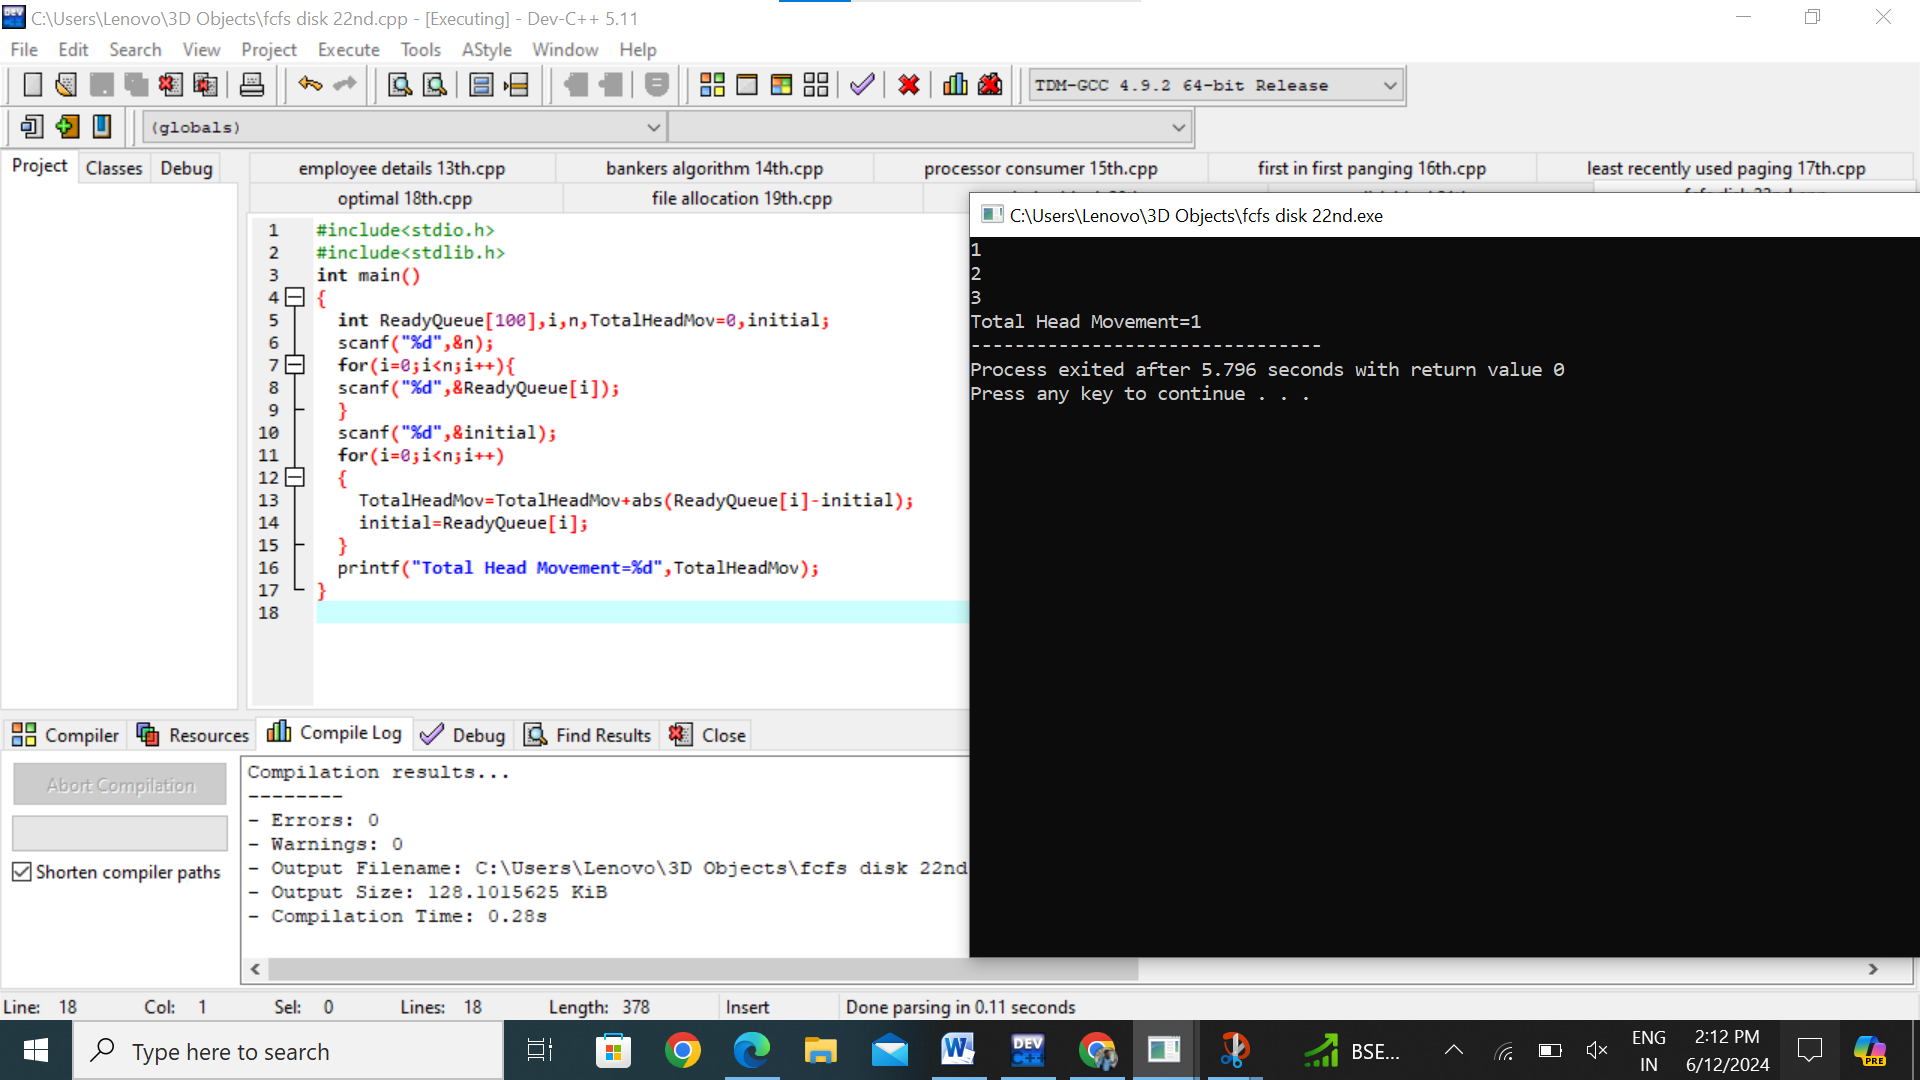 C:\Users\Lenovo\3D Objects\fcfs disk 22nd.cpp - [Executing] - Dev-C++ 5.11
File Edit Search View Project Execute Tools AStyle Window Help
TDM-GCC 4.9.2 64-bit Release
(globals)
Project Classes Debug
employee details 13th.cpp bankers algorithm 14th.cpp processor consumer 15th.cpp first in first panging 16th.cpp least recently used paging 17th.cpp
optimal 18th.cpp file allocation 19th.cpp
1 #include<stdio.h>
2 #include<stdlib.h>
3 int main()
4 {
5 int ReadyQueue[100],i,n,TotalHeadMov=0,initial;
6 scanf("%d",&n);
7 for(i=0;i<n;i++){
8 scanf("%d",&ReadyQueue[i]);
9 }
10 scanf("%d",&initial);
11 for(i=0;i<n;i++)
12 {
13 TotalHeadMov=TotalHeadMov+abs(ReadyQueue[i]-initial);
14 initial=ReadyQueue[i];
15 }
16 printf("Total Head Movement=%d",TotalHeadMov);
17 }
18
C:\Users\Lenovo\3D Objects\fcfs disk 22nd.exe
1
2
3
Total Head Movement=1
--------------------------------
Process exited after 5.796 seconds with return value 0
Press any key to continue . . .
Compiler Resources Compile Log Debug Find Results Close
Abort Compilation
Shorten compiler paths
Compilation results...
--------
- Errors: 0
- Warnings: 0
- Output Filename: C:\Users\Lenovo\3D Objects\fcfs disk 22nd
- Output Size: 128.1015625 KiB
- Compilation Time: 0.28s
Line: 18 Col: 1 Sel: 0 Lines: 18 Length: 378 Insert Done parsing in 0.11 seconds
Type here to search
DEV C++
BSE...
ENG
IN
2:12 PM
6/12/2024
PRE